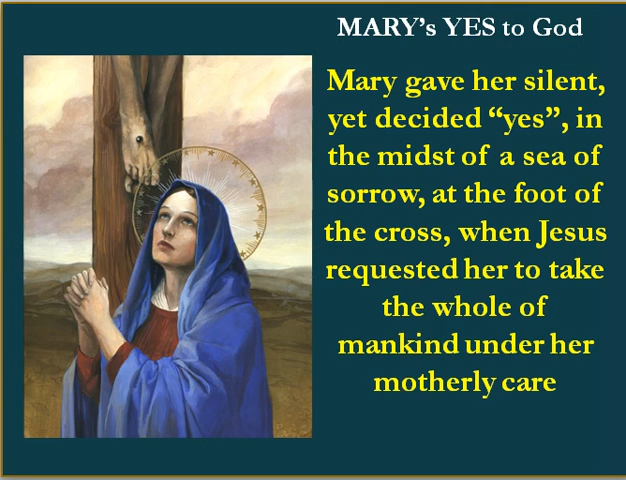 MARY’s YES to God
Mary gave her silent,
yet decided “yes”, in
the midst of a sea of
sorrow, at the foot of
the cross, when Jesus
requested her to take
the whole of
mankind under her
motherly care